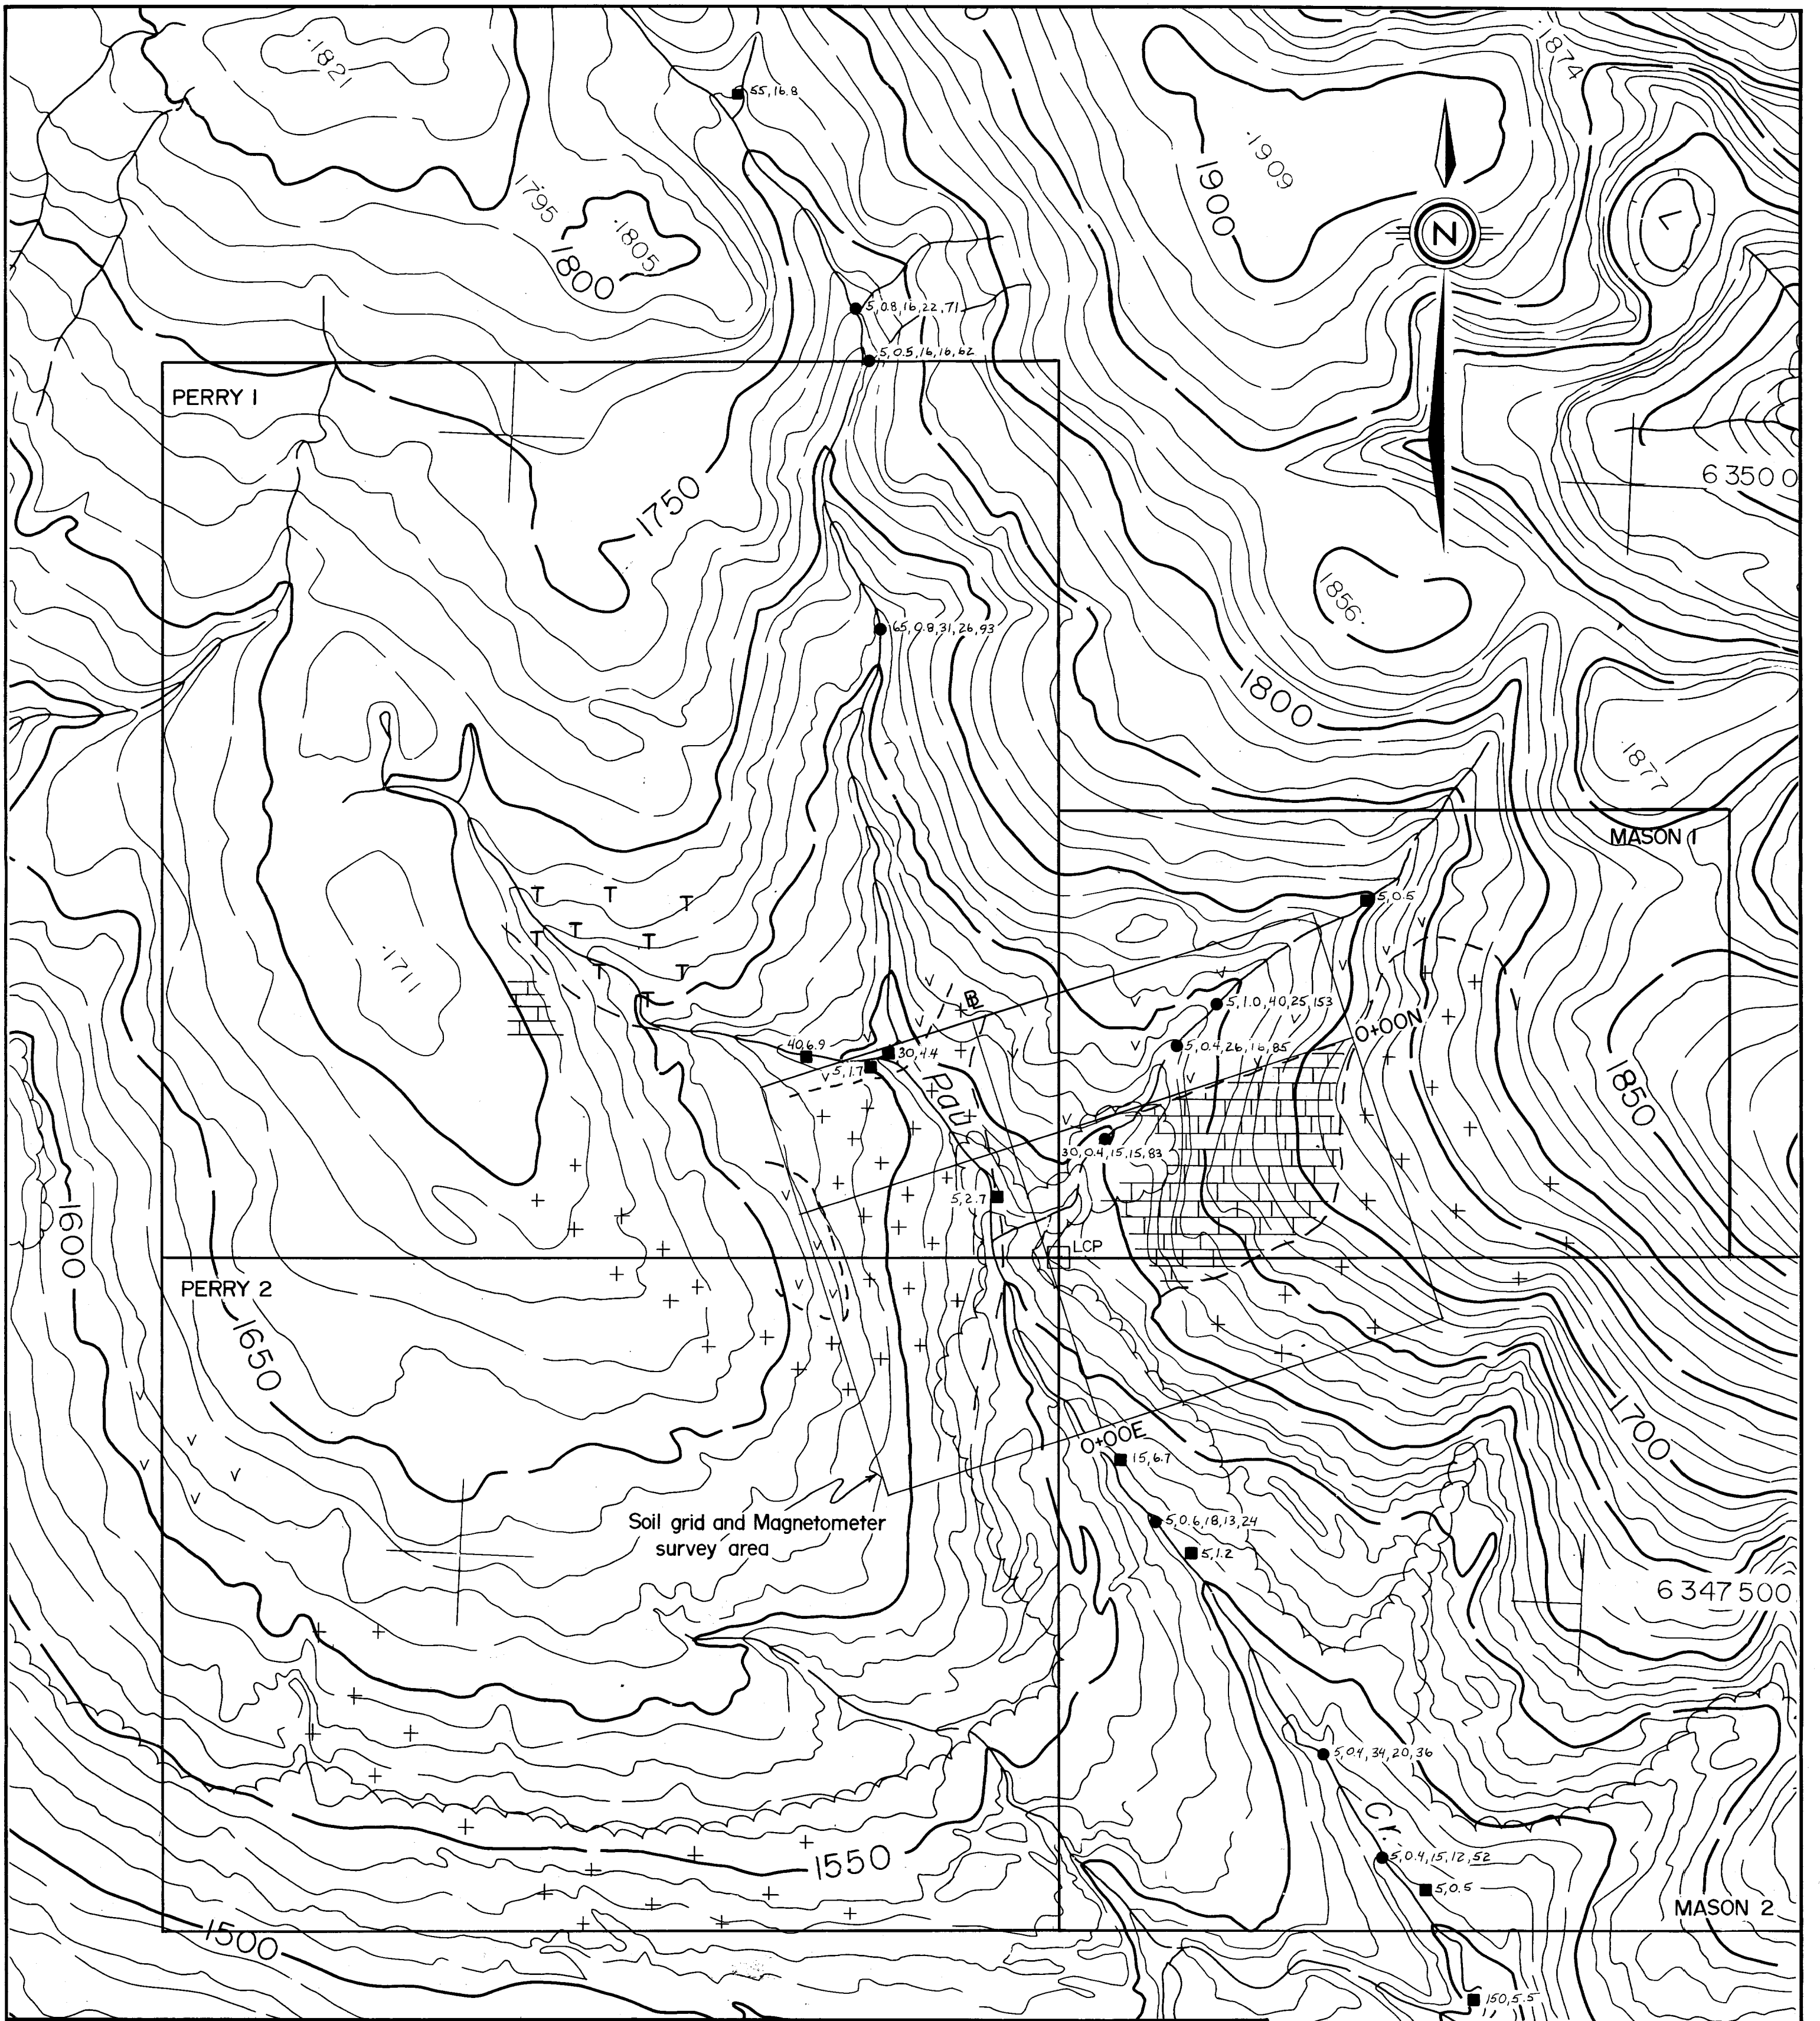 ·1821
1874
55,16.8
·1909
1900
N
L
1795
·1805
1800
5,0.8,16,22,71
5,0.5,16,16,62
PERRY 1
6 350 0
1750
1856·
65,0.8,31,26,93
1800
·1877
MASON 1
5,0.5
T T T
T T T
T T
T
·1711
B
5,1.0,40,25,153
0+00N
40,6.9
30,4.4
5,0.4,26,16,85
5,1.7
Paul
1850
30,0.4,15,15,83
5,2.7
1600
LCP
PERRY 2
1650
1700
0+00E
15,6.7
Soil grid and Magnetometer
survey area
5,0.6,18,13,24
5,1.2
6 347 500
5,0.4,34,20,36
Cr.
1550
5,0.4,15,12,52
5,0.5
MASON 2
1500
150,5.5